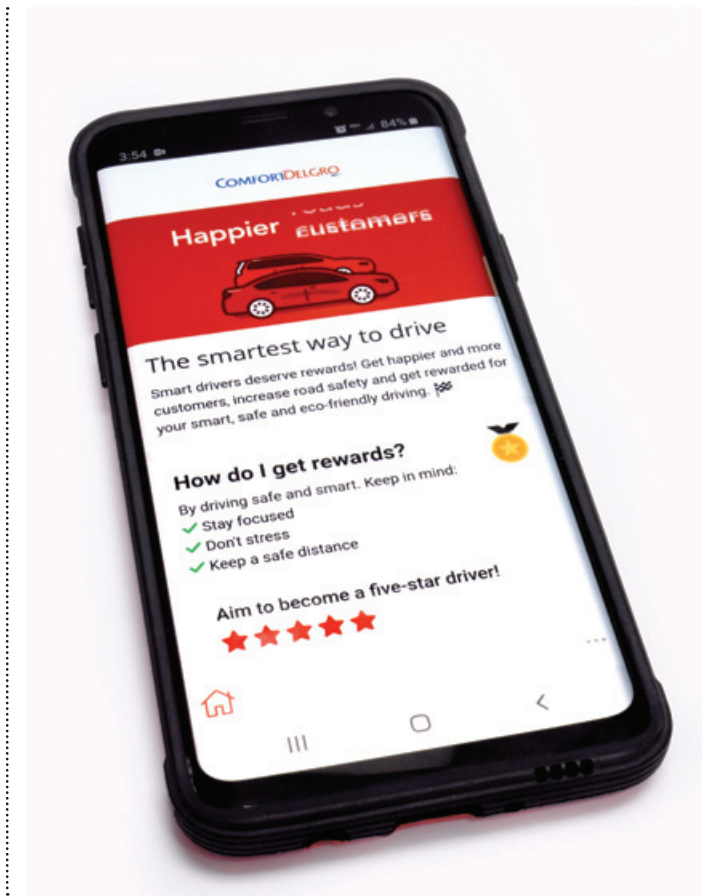 3:54
84%
COMFORTDELGRO
Happier customers
The smartest way to drive
Smart drivers deserve rewards! Get happier and more
customers, increase road safety and get rewarded for
your smart, safe and eco-friendly driving.
How do I get rewards?
By driving safe and smart. Keep in mind:
Stay focused
Don't stress
Keep a safe distance
Aim to become a five-star driver!